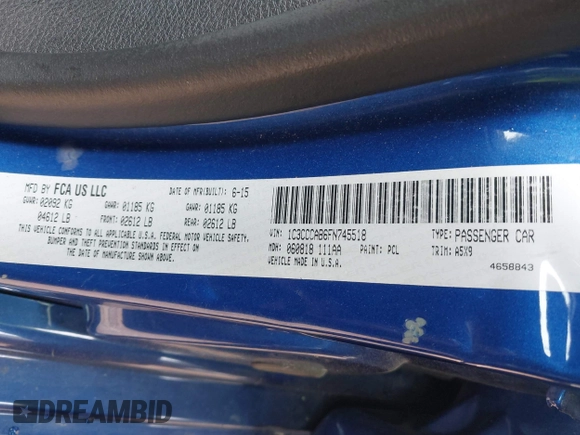 MFD BY FCA US LLC
DATE OF MFR(BUILT): 6-15
GVWR: 02092 KG
GAWR: 01185 KG
GAWR: 01185 KG
04612 LB
FRONT: 02612 LB
REAR: 02612 LB
THIS VEHICLE CONFORMS TO ALL APPLICABLE U.S.A. FEDERAL MOTOR VEHICLE SAFETY,
BUMPER AND THEFT PREVENTION STANDARDS IN EFFECT ON
THE DATE OF MANUFACTURE SHOWN ABOVE.
VIN: 1C3CCCAB6FN745518
TYPE: PASSENGER CAR
MDH: 060818 111AA
PAINT: PCL
TRIM: A5X9
VEHICLE MADE IN U.S.A.
4658843
DREAMBID